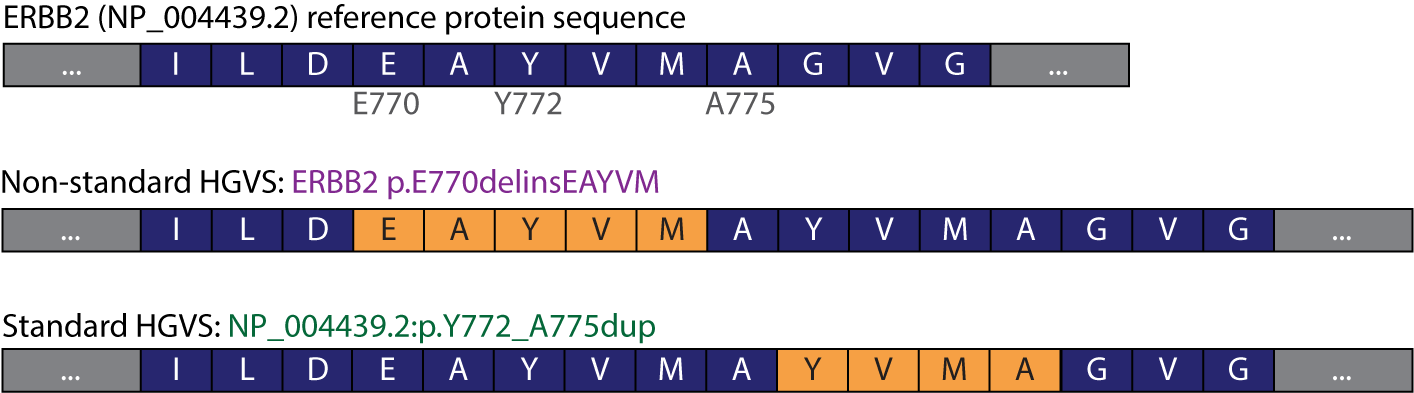 ERBB2 (NP_004439.2) reference protein sequence
... I L D E A Y V M A G V G ...
E770 Y772 A775
Non-standard HGVS: ERBB2 p.E770delinsEAYVM
... I L D E A Y V M A Y V M A G V G ...
Standard HGVS: NP_004439.2:p.Y772_A775dup
... I L D E A Y V M A Y V M A G V G ...